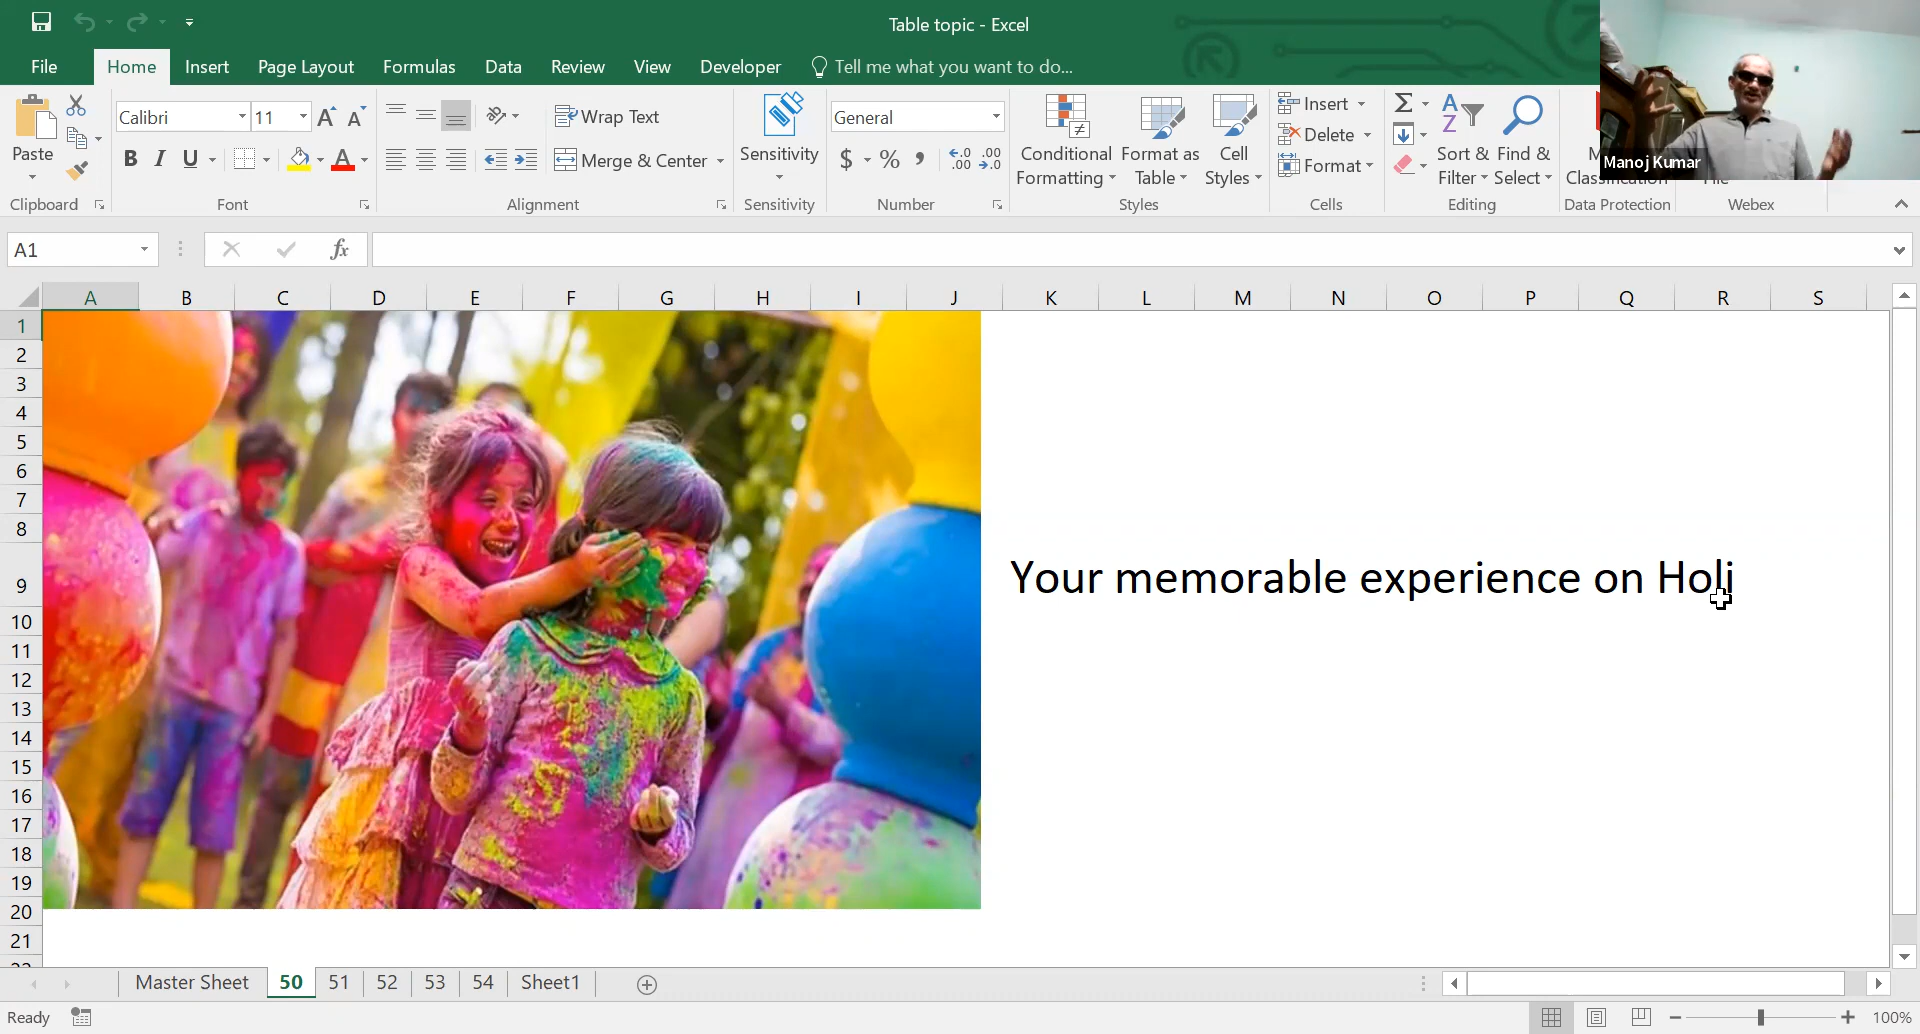 Table topic - Excel
File Home Insert Page Layout Formulas Data Review View Developer Tell me what you want to do...
Calibri 11 Wrap Text General Insert
Paste B I U Merge & Center $ % Sensitivity Conditional Formatting Format as Table Cell Styles Delete Format Sort & Filter Find & Select
Manoj Kumar
Clipboard Font Alignment Sensitivity Number Styles Cells Editing Data Protection Webex
A1 fx
A B C D E F G H I J K L M N O P Q R S
1
2
3
4
5
6
7
8
9
Your memorable experience on Holi
10
11
12
13
14
15
16
17
18
19
20
21
Master Sheet 50 51 52 53 54 Sheet1
Ready 100%